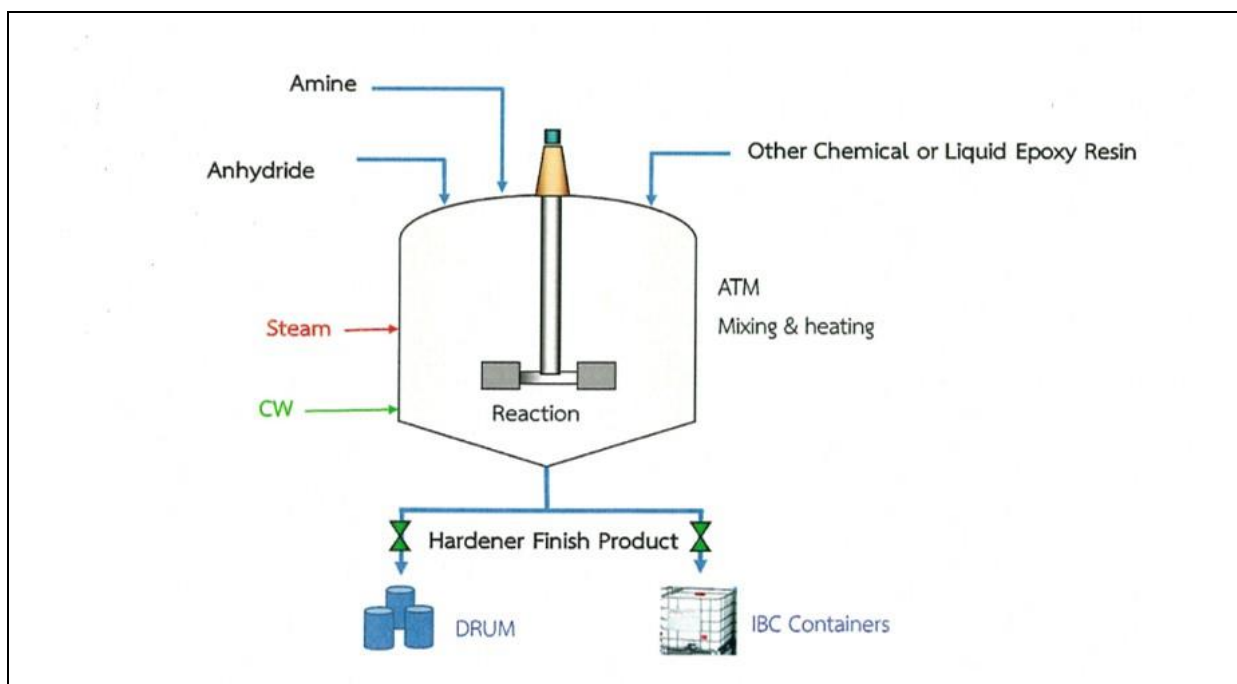 Amine
Anhydride
Other Chemical or Liquid Epoxy Resin
ATM
Mixing & heating
Steam
CW
Reaction
Hardener Finish Product
DRUM
IBC Containers